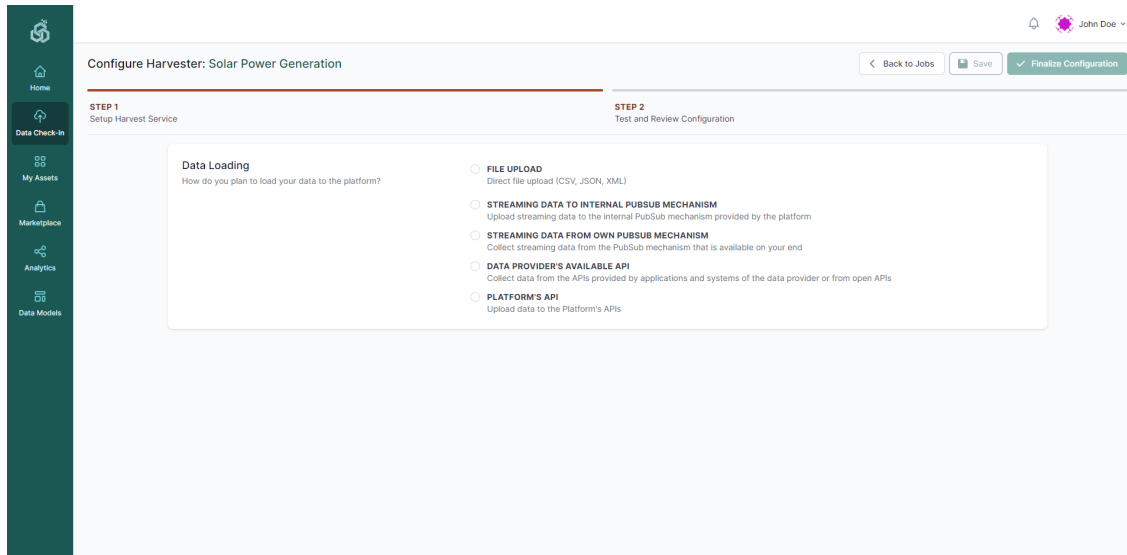 John Doe
Configure Harvester: Solar Power Generation
Back to Jobs
Save
Finalize Configuration
Home
Data Check-in
My Assets
Marketplace
Analytics
Data Models
STEP 1
Setup Harvest Service
STEP 2
Test and Review Configuration
Data Loading
How do you plan to load your data to the platform?
FILE UPLOAD
Direct file upload (CSV, JSON, XML)
STREAMING DATA TO INTERNAL PUBSUB MECHANISM
Upload streaming data to the internal PubSub mechanism provided by the platform
STREAMING DATA FROM OWN PUBSUB MECHANISM
Collect streaming data from the PubSub mechanism that is available on your end
DATA PROVIDER'S AVAILABLE API
Collect data from the APIs provided by applications and systems of the data provider or from open APIs
PLATFORM'S API
Upload data to the Platform's APIs